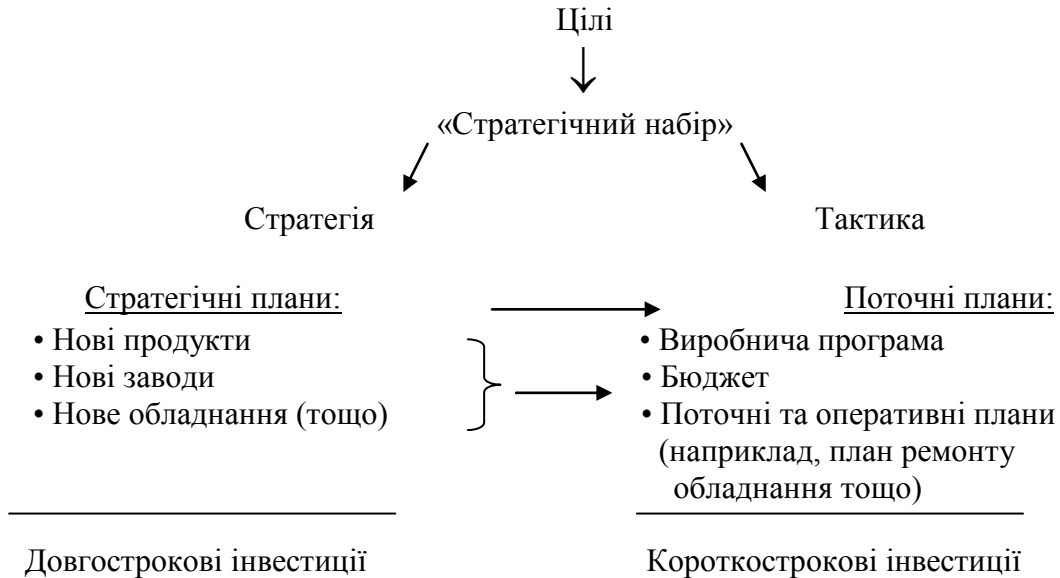 Цілі
«Стратегічний набір»
Стратегія
Тактика
Стратегічні плани:
• Нові продукти
• Нові заводи
• Нове обладнання (тощо)
Довгострокові інвестиції
Поточні плани:
• Виробнича програма
• Бюджет
• Поточні та оперативні плани
(наприклад, план ремонту
обладнання тощо)
Короткострокові інвестиції